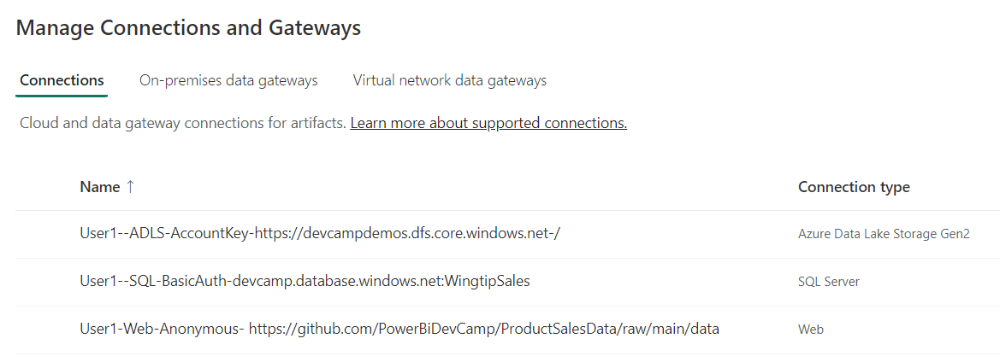 Manage Connections and Gateways
Connections On-premises data gateways Virtual network data gateways
Cloud and data gateway connections for artifacts. Learn more about supported connections.
Name ↑ Connection type
User1--ADLS-AccountKey-https://devcampdemos.dfs.core.windows.net-/ Azure Data Lake Storage Gen2
User1--SQL-BasicAuth-devcamp.database.windows.net:WingtipSales SQL Server
User1-Web-Anonymous- https://github.com/PowerBiDevCamp/ProductSalesData/raw/main/data Web